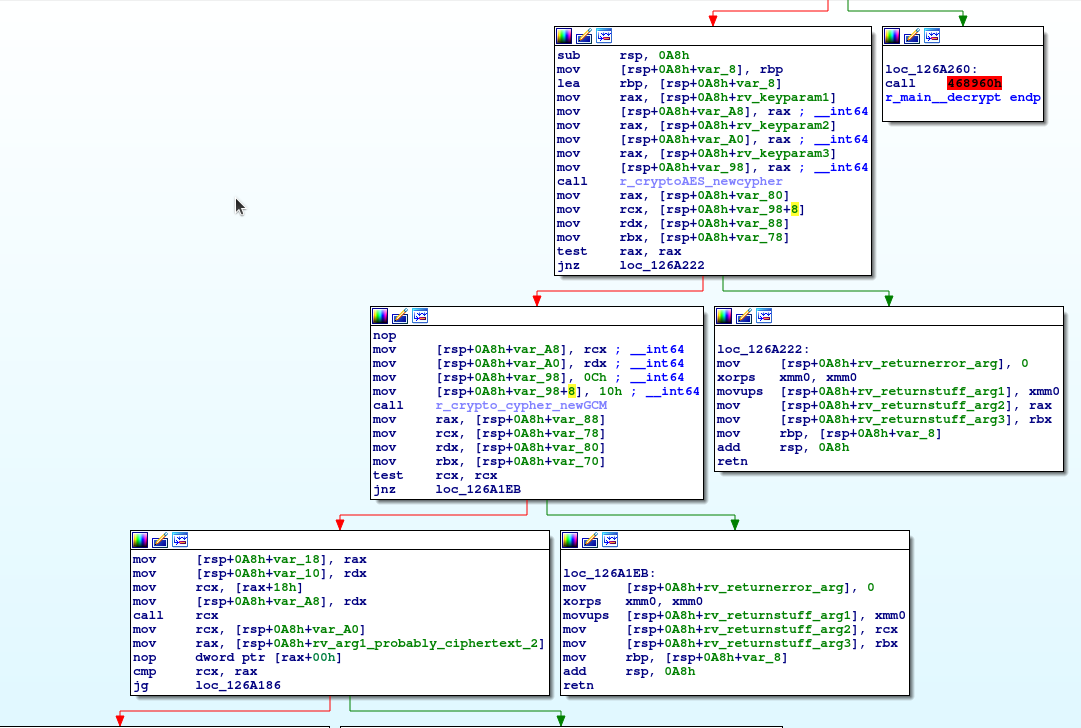 sub rsp, 0A8h
mov [rsp+0A8h+var_8], rbp
lea rbp, [rsp+0A8h+var_8]
mov rax, [rsp+0A8h+rv_keyparam1]
mov [rsp+0A8h+var_A8], rax ; __int64
mov rax, [rsp+0A8h+rv_keyparam2]
mov [rsp+0A8h+var_A0], rax ; __int64
mov rax, [rsp+0A8h+rv_keyparam3]
mov [rsp+0A8h+var_98], rax ; __int64
call r_cryptoAES_newcypher
mov rax, [rsp+0A8h+var_80]
mov rcx, [rsp+0A8h+var_98+8]
mov rdx, [rsp+0A8h+var_88]
mov rbx, [rsp+0A8h+var_78]
test rax, rax
jnz loc_126A222
loc_126A260:
call 468960h
r_main__decrypt endp
nop
mov [rsp+0A8h+var_A8], rcx ; __int64
mov [rsp+0A8h+var_A0], rdx ; __int64
mov [rsp+0A8h+var_98], 0Ch ; __int64
mov [rsp+0A8h+var_98+8], 10h ; __int64
call r_crypto_cypher_newGCM
mov rax, [rsp+0A8h+var_88]
mov rcx, [rsp+0A8h+var_78]
mov rdx, [rsp+0A8h+var_80]
mov rbx, [rsp+0A8h+var_70]
test rcx, rcx
jnz loc_126A1EB
loc_126A222:
mov [rsp+0A8h+rv_returnerror_arg], 0
xorps xmm0, xmm0
movups [rsp+0A8h+rv_returnstuff_arg1], xmm0
mov [rsp+0A8h+rv_returnstuff_arg2], rax
mov [rsp+0A8h+rv_returnstuff_arg3], rbx
mov rbp, [rsp+0A8h+var_8]
add rsp, 0A8h
retn
mov [rsp+0A8h+var_18], rax
mov [rsp+0A8h+var_10], rdx
mov rcx, [rax+18h]
mov [rsp+0A8h+var_A8], rdx
call rcx
mov rcx, [rsp+0A8h+var_A0]
mov rax, [rsp+0A8h+rv_arg1_probably_ciphertext_2]
nop dword ptr [rax+00h]
cmp rcx, rax
jg loc_126A186
loc_126A1EB:
mov [rsp+0A8h+rv_returnerror_arg], 0
xorps xmm0, xmm0
movups [rsp+0A8h+rv_returnstuff_arg1], xmm0
mov [rsp+0A8h+rv_returnstuff_arg2], rcx
mov [rsp+0A8h+rv_returnstuff_arg3], rbx
mov rbp, [rsp+0A8h+var_8]
add rsp, 0A8h
retn